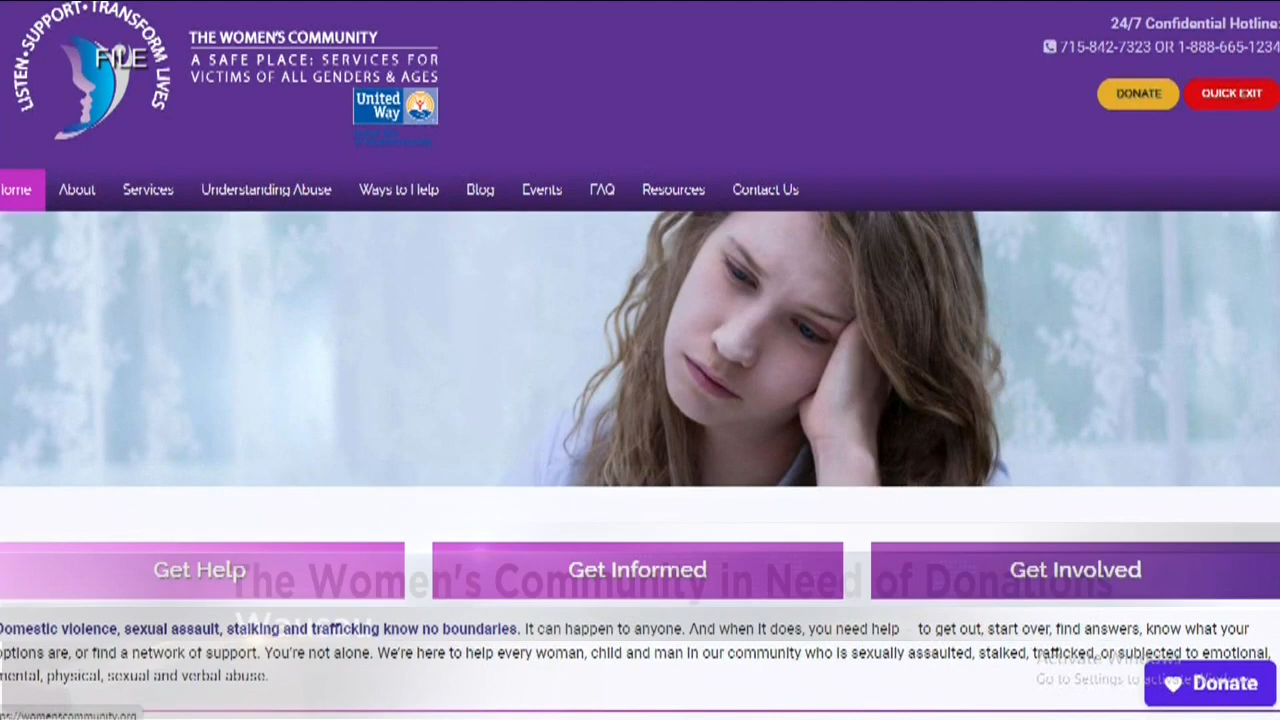 LISTEN•SUPPORT•TRANSFORM LIVES
FILE
THE WOMEN'S COMMUNITY
A SAFE PLACE: SERVICES FOR
VICTIMS OF ALL GENDERS & AGES
United
Way
24/7 Confidential Hotline:
715-842-7323 OR 1-888-665-1234
DONATE
QUICK EXIT
Home
About
Services
Understanding Abuse
Ways to Help
Blog
Events
FAQ
Resources
Contact Us
Get Help
Get Informed
Get Involved
The Women's Community in Need of Donations
Wausau
Domestic violence, sexual assault, stalking and trafficking know no boundaries. It can happen to anyone. And when it does, you need help – to get out, start over, find answers, know what your
options are, or find a network of support. You're not alone. We're here to help every woman, child and man in our community who is sexually assaulted, stalked, trafficked, or subjected to emotional,
mental, physical, sexual and verbal abuse.
Activate Windows
Go to Settings to activate Windows.
Donate
https://womenscommunity.org